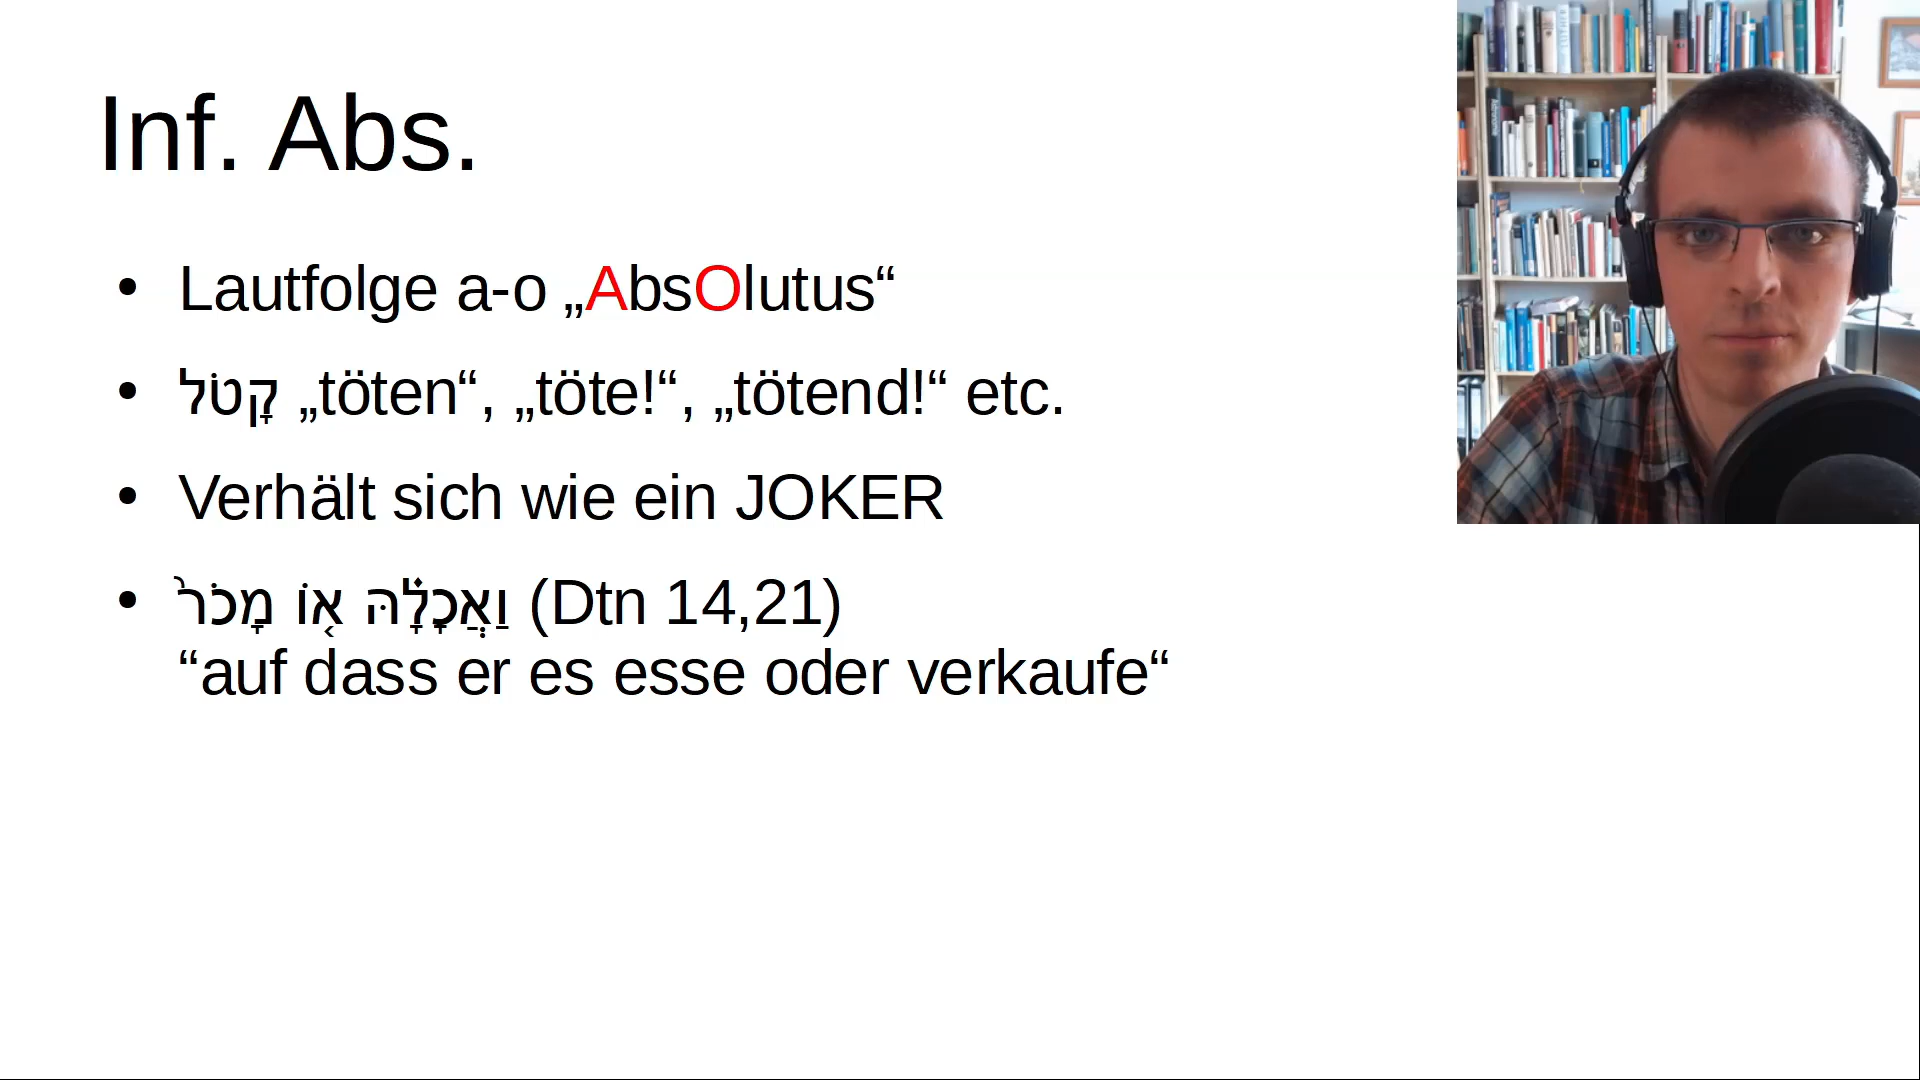 Inf. Abs.
• Lautfolge a-o „AbsOlutus“
• קָטֹול „töten“, „töte!“, „tötend!“ etc.
• Verhält sich wie ein JOKER
• וַאֲכָלָ֗הּ א֤וֹ מָכֹר֙ (Dtn 14,21)
“auf dass er es esse oder verkaufe“